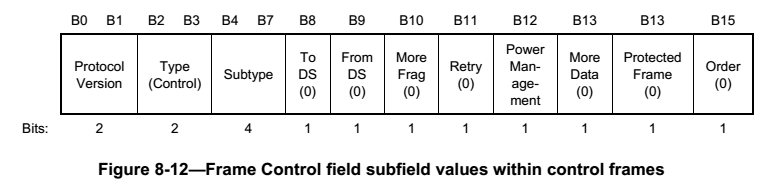 B0 B1 B2 B3 B4 B7 B8 B9 B10 B11 B12 B13 B13 B15
Protocol
Version
Type
(Control)
Subtype
To
DS
(0)
From
DS
(0)
More
Frag
(0)
Retry
(0)
Power
Man-
age-
ment
More
Data
(0)
Protected
Frame
(0)
Order
(0)
Bits: 2 2 4 1 1 1 1 1 1 1 1
Figure 8-12—Frame Control field subfield values within control frames